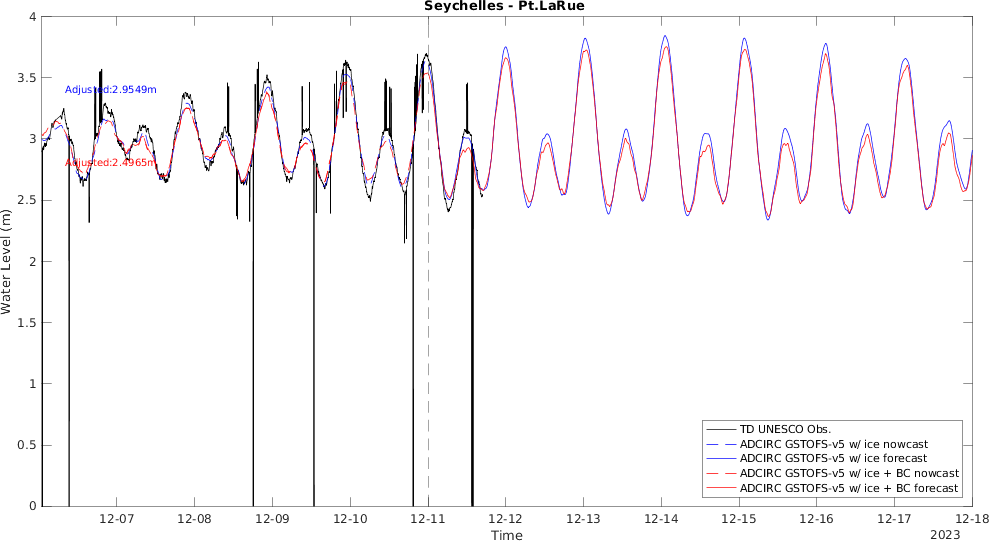 Seychelles - Pt.LaRue
4
3.5
3
2.5
2
1.5
1
0.5
0
Water Level (m)
Adjusted:2.9549m
Adjusted:2.4965m
TD UNESCO Obs.
ADCIRC GSTOFS-v5 w/ ice nowcast
ADCIRC GSTOFS-v5 w/ ice forecast
ADCIRC GSTOFS-v5 w/ ice + BC nowcast
ADCIRC GSTOFS-v5 w/ ice + BC forecast
12-07 12-08 12-09 12-10 12-11 12-12 12-13 12-14 12-15 12-16 12-17 12-18
Time
2023